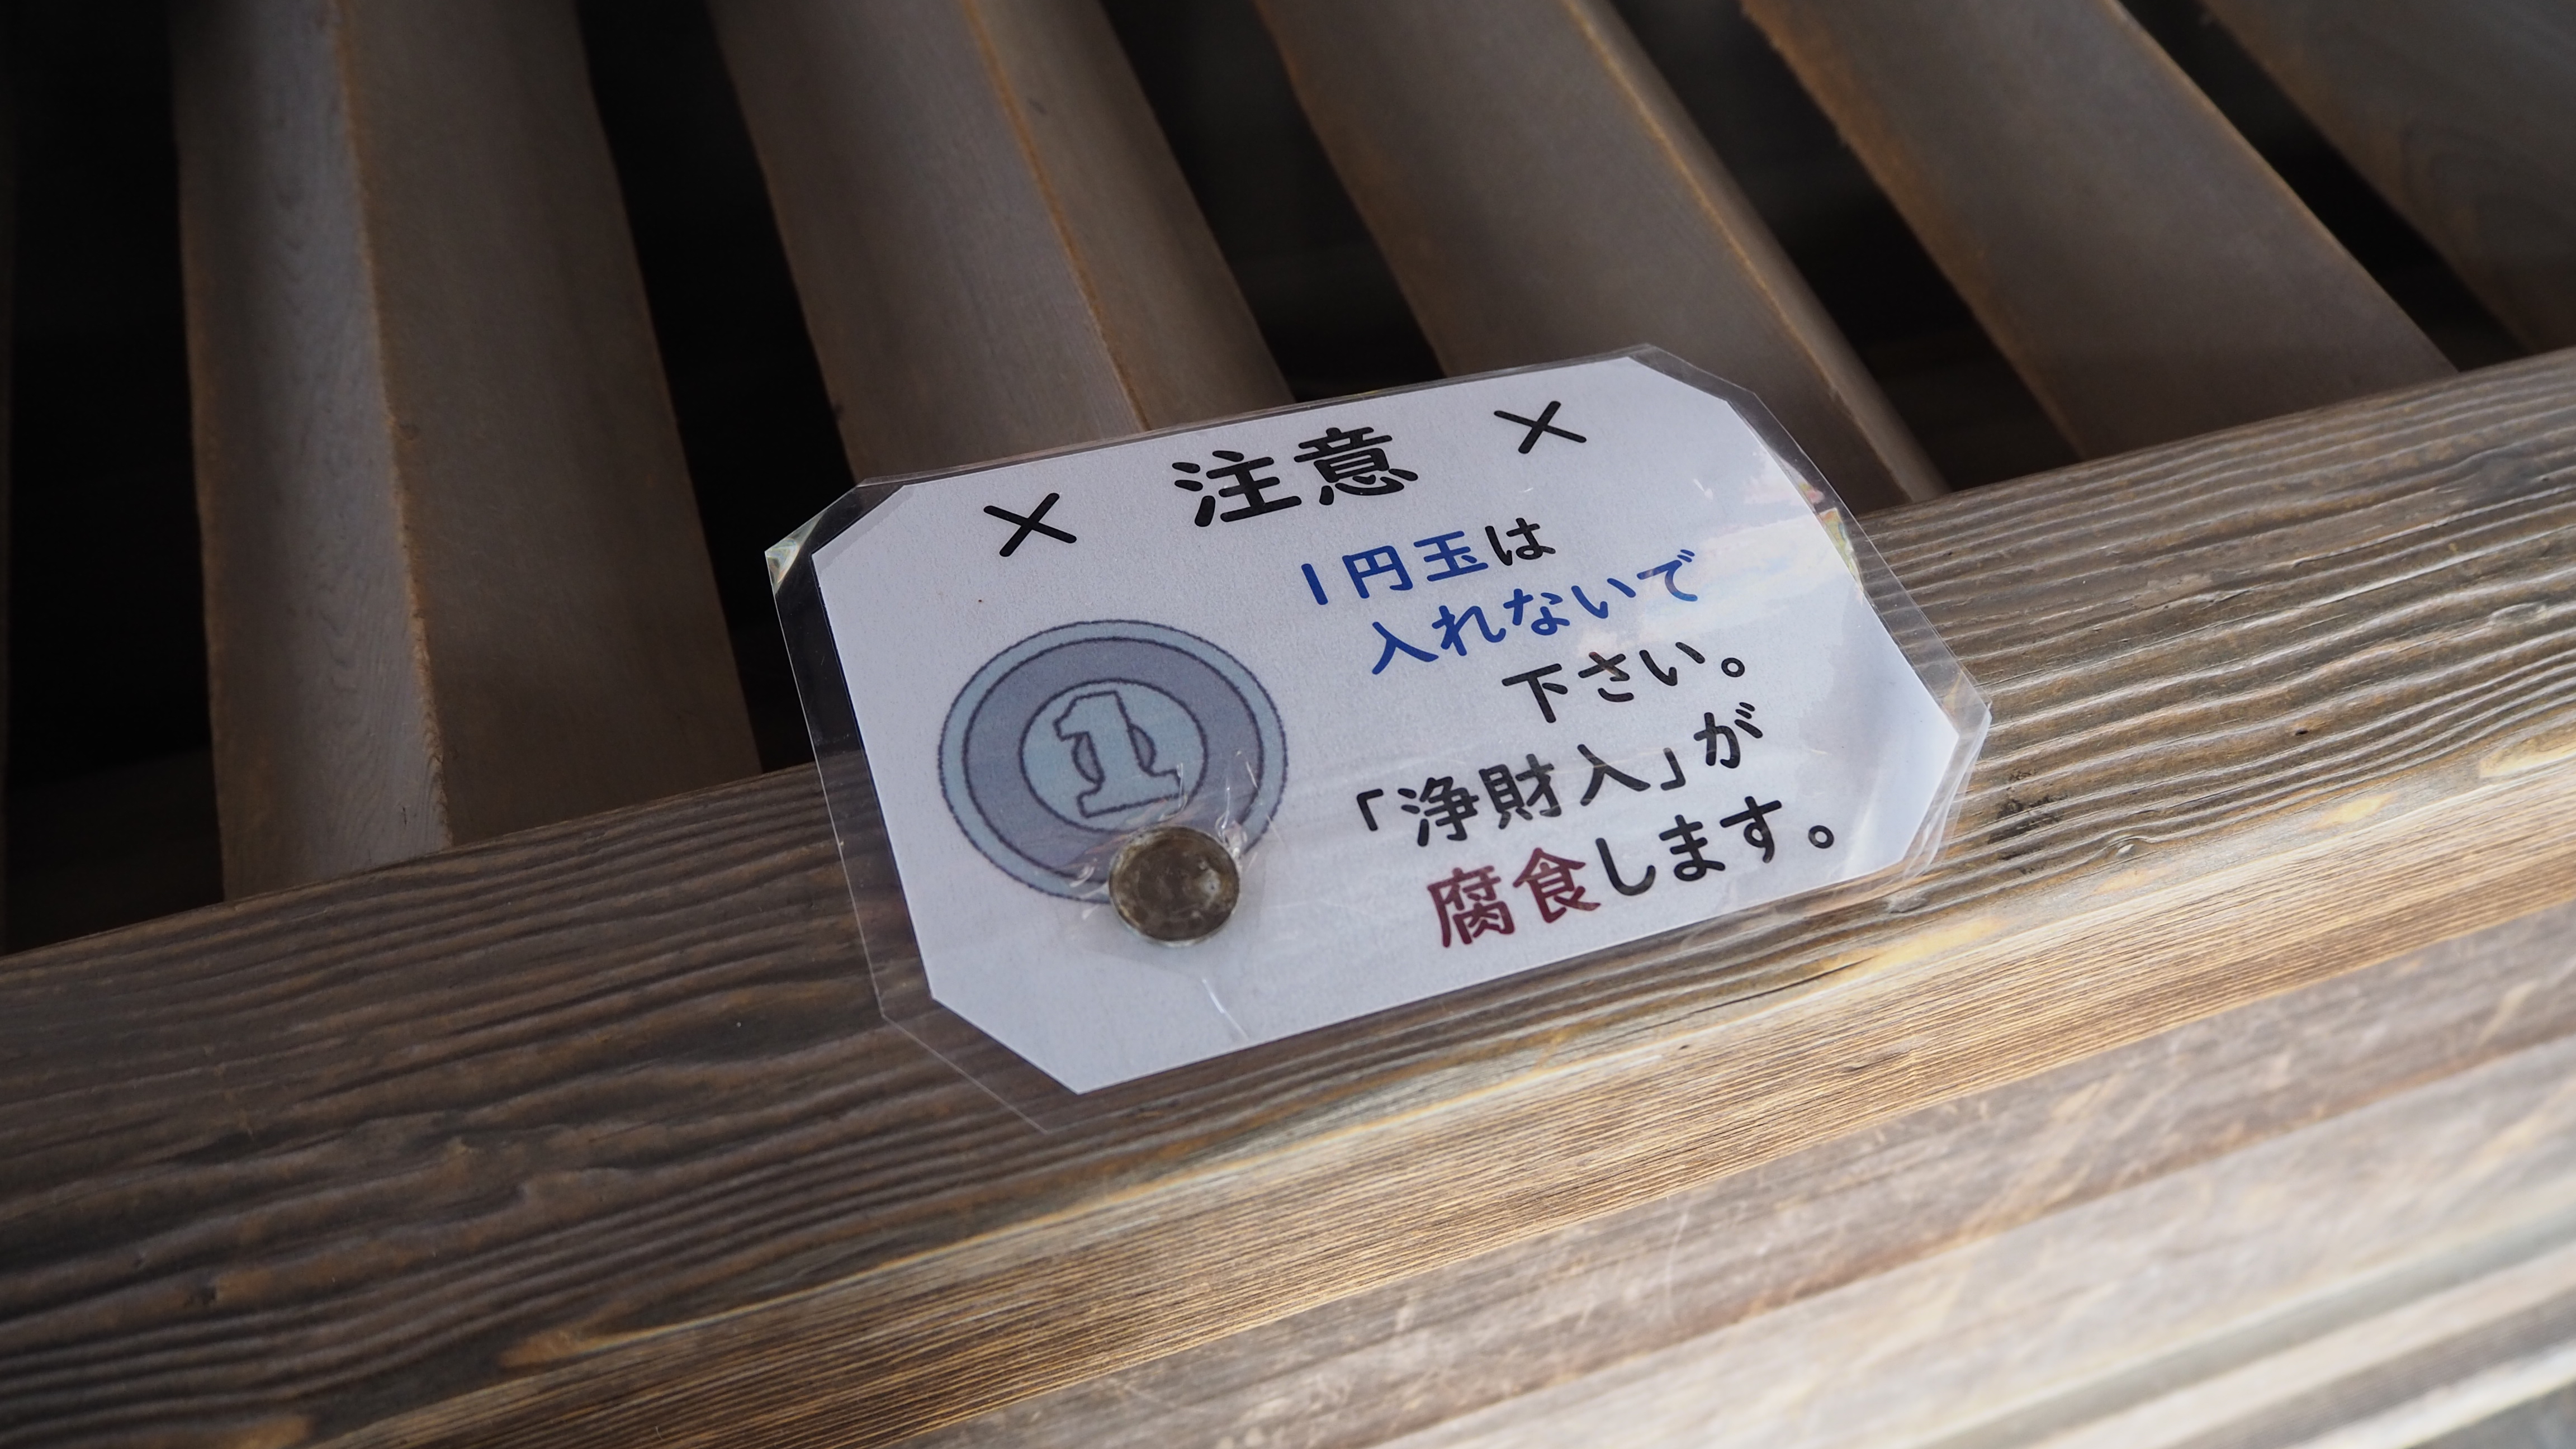 × 注意 ×
1円玉は
入れないで
下さい。
「浄財入」が
腐食します。
1